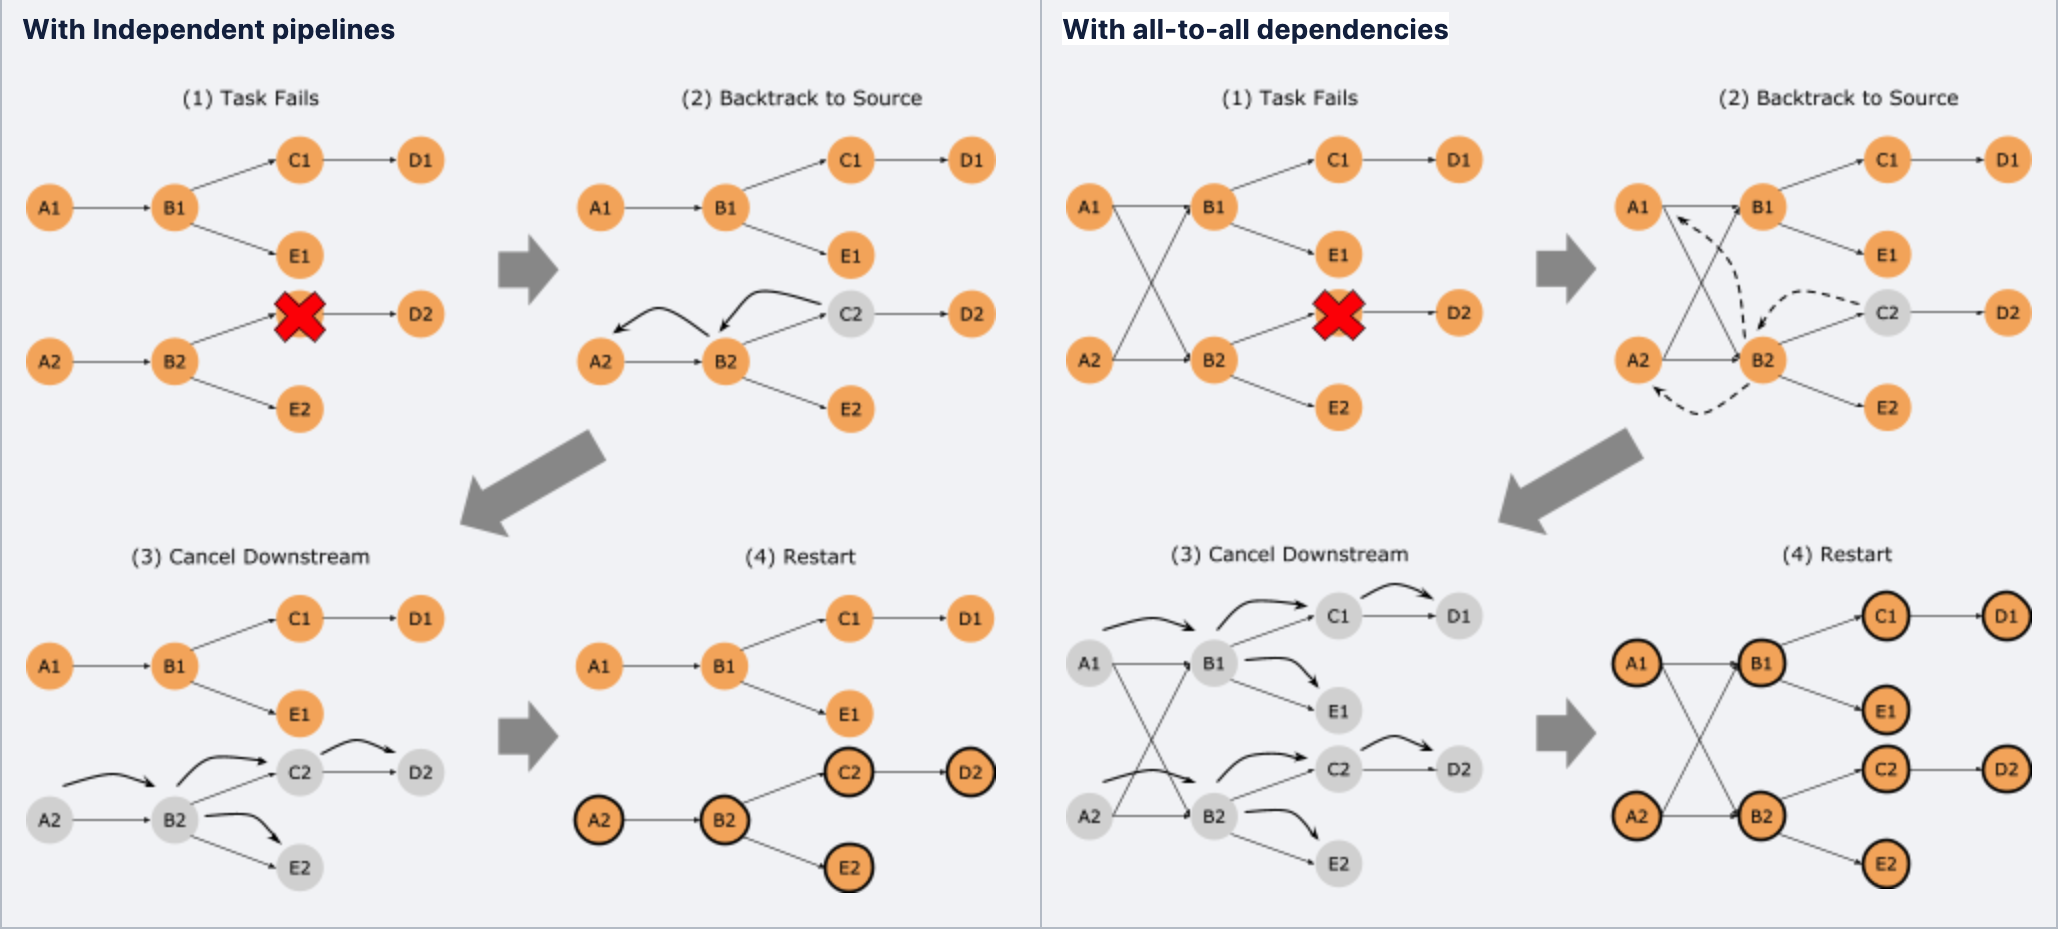 With Independent pipelines
(1) Task Fails
C1
D1
A1
B1
E1
D2
A2
B2
E2
(2) Backtrack to Source
C1
D1
A1
B1
E1
C2
D2
A2
B2
E2
(3) Cancel Downstream
C1
D1
A1
B1
E1
C2
D2
A2
B2
E2
(4) Restart
C1
D1
A1
B1
E1
C2
D2
A2
B2
E2
With all-to-all dependencies
(1) Task Fails
C1
D1
A1
B1
E1
D2
A2
B2
E2
(2) Backtrack to Source
C1
D1
A1
B1
E1
C2
D2
A2
B2
E2
(3) Cancel Downstream
C1
D1
A1
B1
E1
C2
D2
A2
B2
E2
(4) Restart
C1
D1
A1
B1
E1
C2
D2
A2
B2
E2